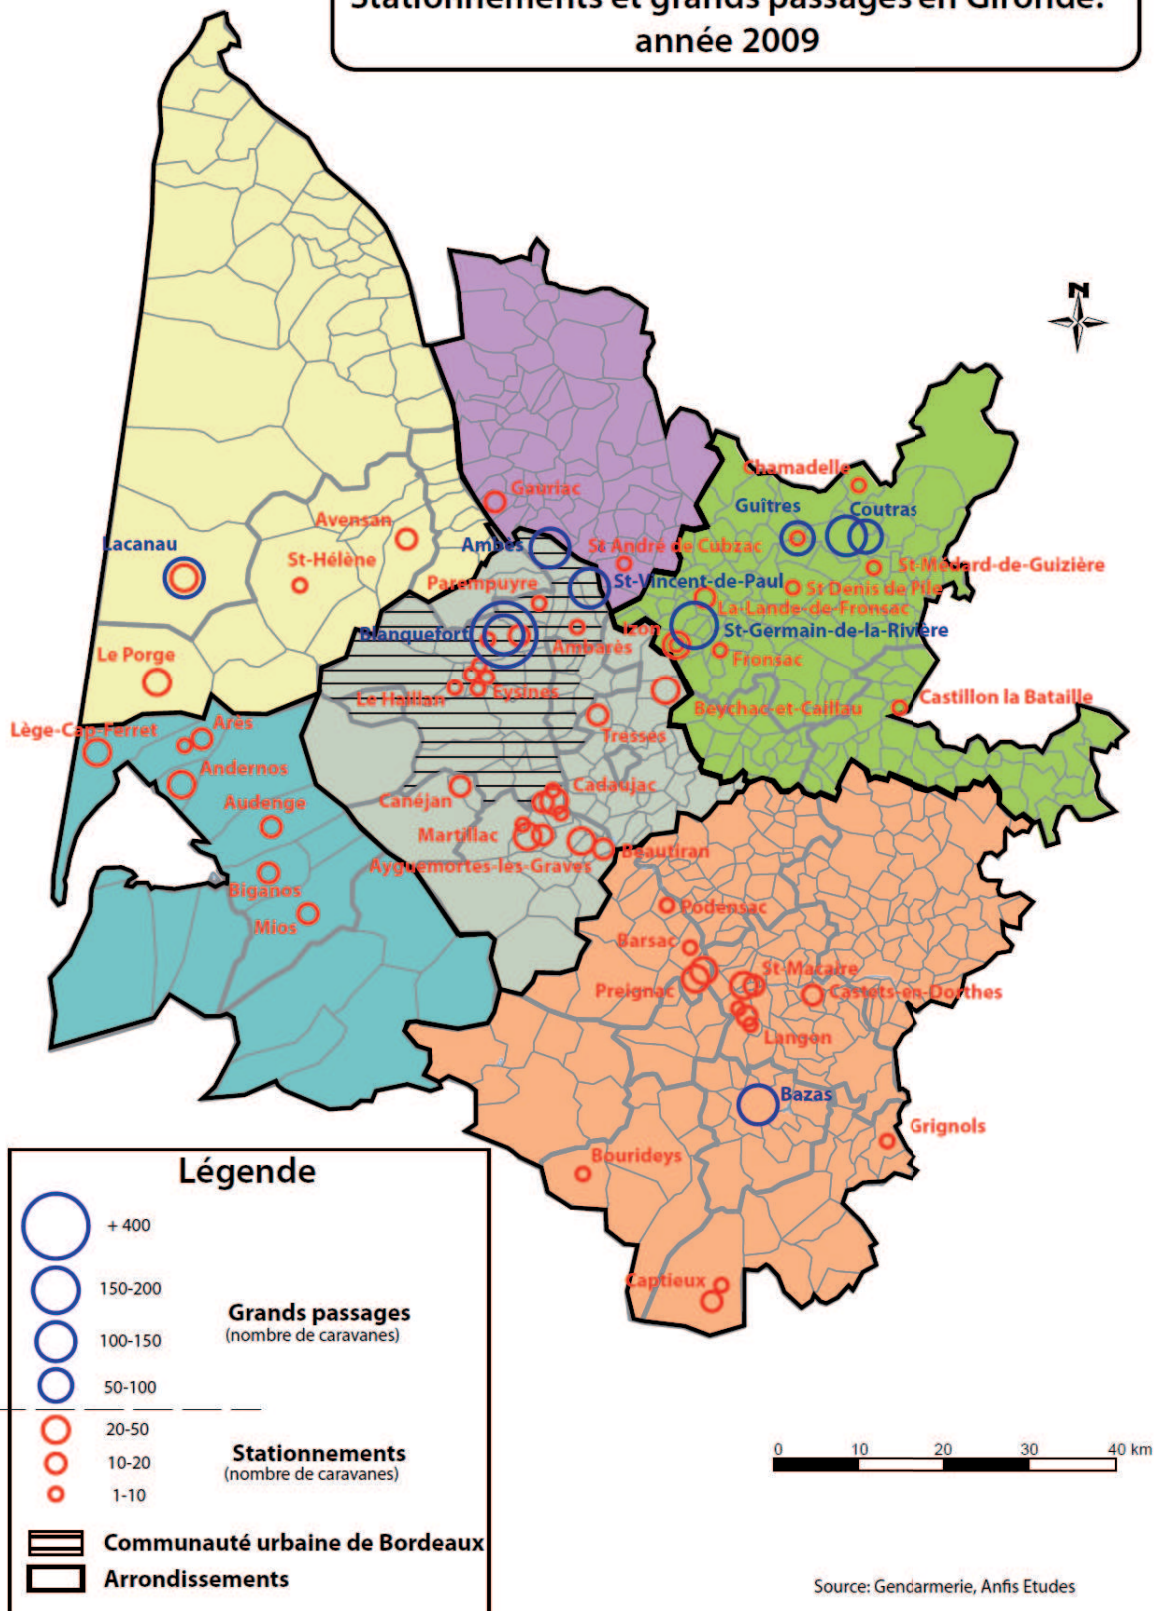 Stationnements et grands passages en Gironde:
année 2009
N
Chamadelle
Gauriac
Guîtres
Coutras
Avensan
Lacanau
Ambès
St André de Cubzac
St-Hélène
St-Médard-de-Guizière
Parempuyre
St-Vincent-de-Paul
St Denis de Pile
La-Lande-de-Fronsac
Blanquefort
Izon
St-Germain-de-la-Rivière
Ambarès
Le Porge
Fronsac
Le Haillan
Eysines
Castillon la Bataille
Beychac-et-Caillau
Lège-Cap-Ferret
Arès
Tresses
Andernos
Cadaujac
Audenge
Canéjan
Martillac
Beautiran
Ayguemortes-les-Graves
Biganos
Podensac
Mios
Barsac
St-Macaire
Preignac
Castets-en-Dorthes
Langon
Bazas
Grignols
Bourideys
Captieux
Légende
+ 400
150-200
Grands passages
(nombre de caravanes)
100-150
50-100
20-50
Stationnements
(nombre de caravanes)
10-20
1-10
Communauté urbaine de Bordeaux
Arrondissements
0 10 20 30 40 km
Source: Gendarmerie, Anfis Etudes